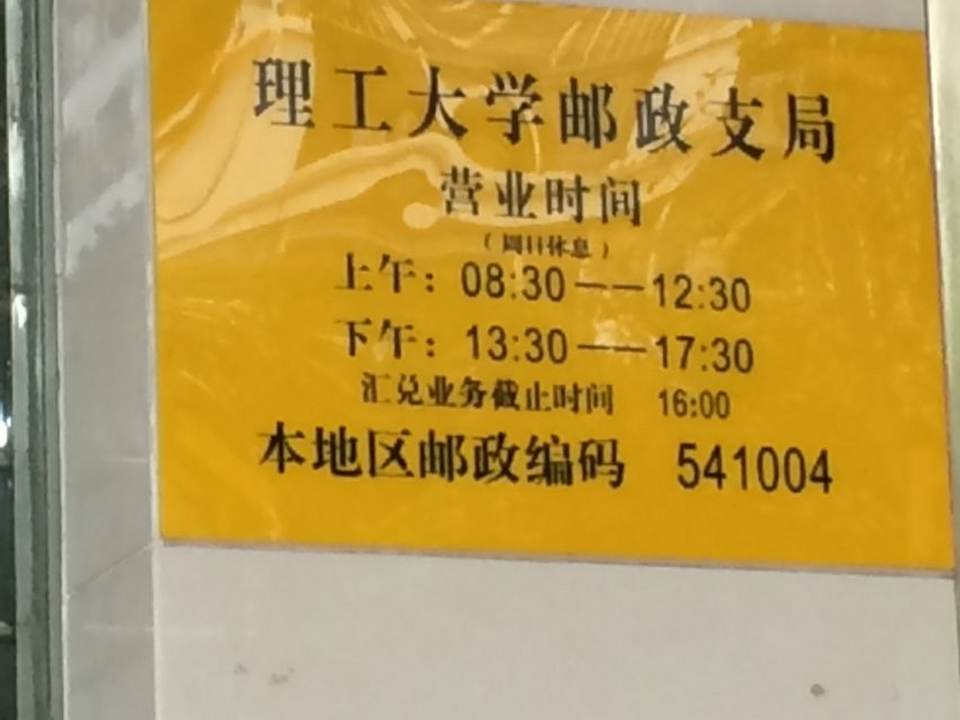 理工大学邮政支局
营业时间
（周日休息）
上午：08:30——12:30
下午：13:30——17:30
汇兑业务截止时间 16:00
本地区邮政编码 541004